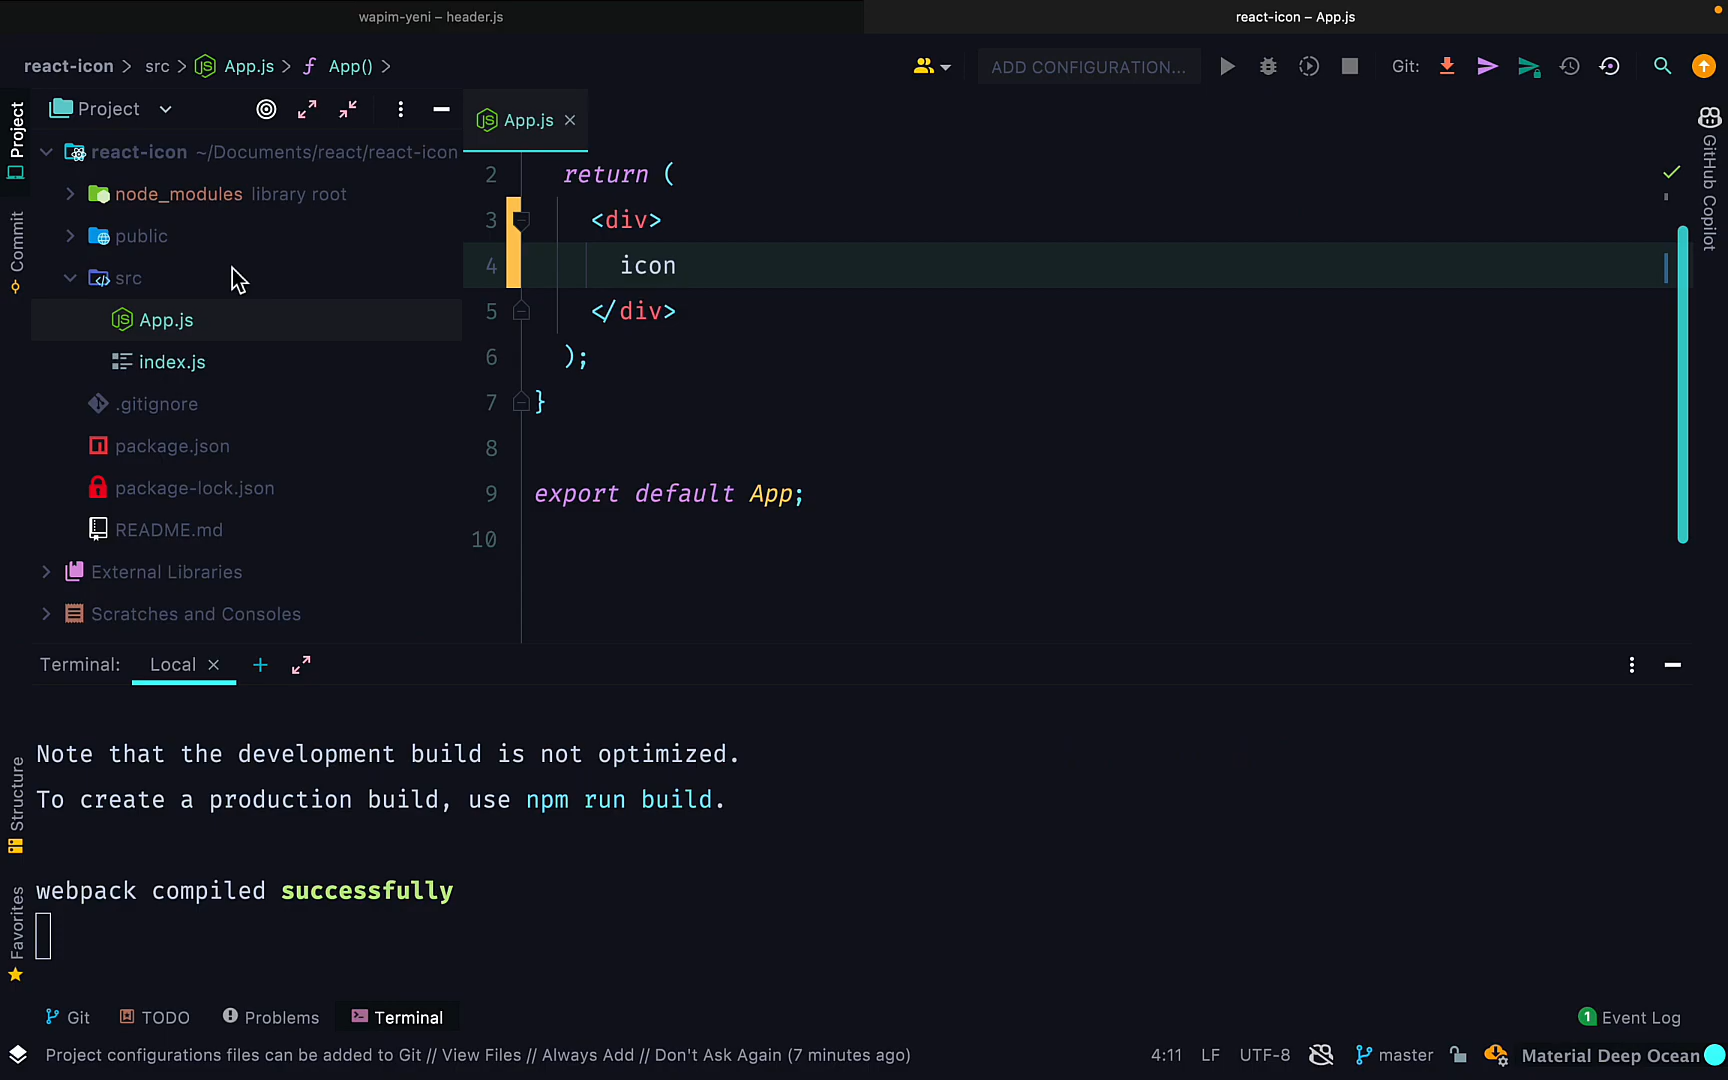 wapim-yeni – header.js
react-icon – App.js
react-icon > src > App.js > App() >
ADD CONFIGURATION...
Git:
Project
App.js
react-icon ~/Documents/react/react-icon
node_modules library root
public
src
App.js
index.js
.gitignore
package.json
package-lock.json
README.md
External Libraries
Scratches and Consoles
Project
Commit
Structure
Favorites
GitHub Copilot
2 return (
3 <div>
4 icon
5 </div>
6 );
7 }
8
9 export default App;
10
Terminal: Local
Note that the development build is not optimized.
To create a production build, use npm run build.
webpack compiled successfully
Git TODO Problems Terminal
1 Event Log
Project configurations files can be added to Git // View Files // Always Add // Don't Ask Again (7 minutes ago)
4:11 LF UTF-8 master Material Deep Ocean